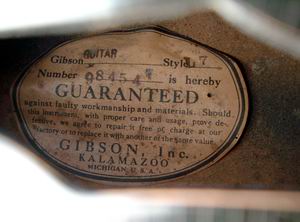 GUITAR
Gibson Style 7
Number 98454 is hereby
GUARANTEED
against faulty workmanship and materials. Should
this instrument, with proper care and usage, prove de-
fective, we agree to repair it free of charge at our
factory or to replace it with another of the same value.
GIBSON, Inc.
KALAMAZOO
MICHIGAN, U.S.A.